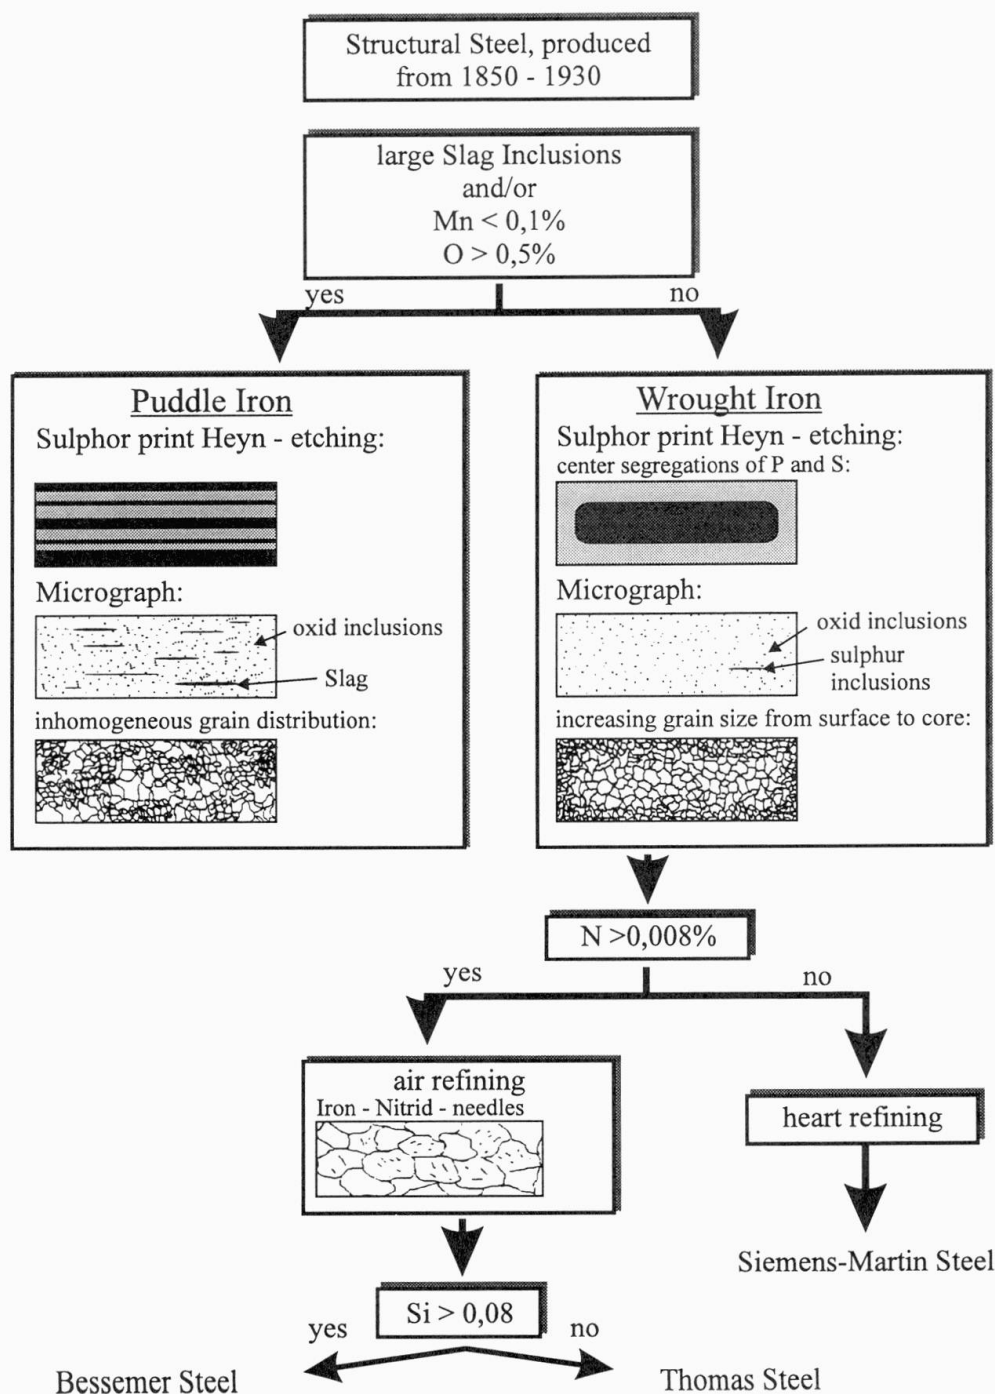 Structural Steel, produced
from 1850 - 1930
large Slag Inclusions
and/or
Mn < 0,1%
O > 0,5%
yes
no
Puddle Iron
Sulphor print Heyn - etching:
Micrograph:
oxid inclusions
Slag
inhomogeneous grain distribution:
Wrought Iron
Sulphor print Heyn - etching:
center segregations of P and S:
Micrograph:
oxid inclusions
sulphur
inclusions
increasing grain size from surface to core:
N >0,008%
yes
no
air refining
Iron - Nitrid - needles
heart refining
Siemens-Martin Steel
Si > 0,08
yes
no
Bessemer Steel
Thomas Steel